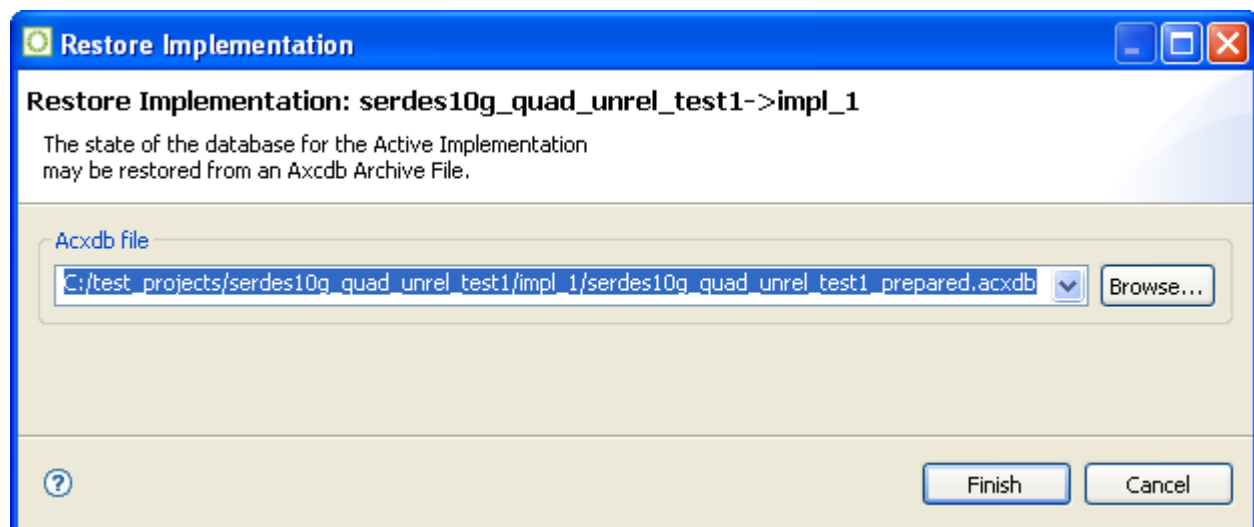 Restore Implementation
Restore Implementation: serdes10g_quad_unrel_test1->impl_1
The state of the database for the Active Implementation
may be restored from an Axcdb Archive File.
Acxdb file
C:/test_projects/serdes10g_quad_unrel_test1/impl_1/serdes10g_quad_unrel_test1_prepared.acxdb
Browse...
?
Finish
Cancel